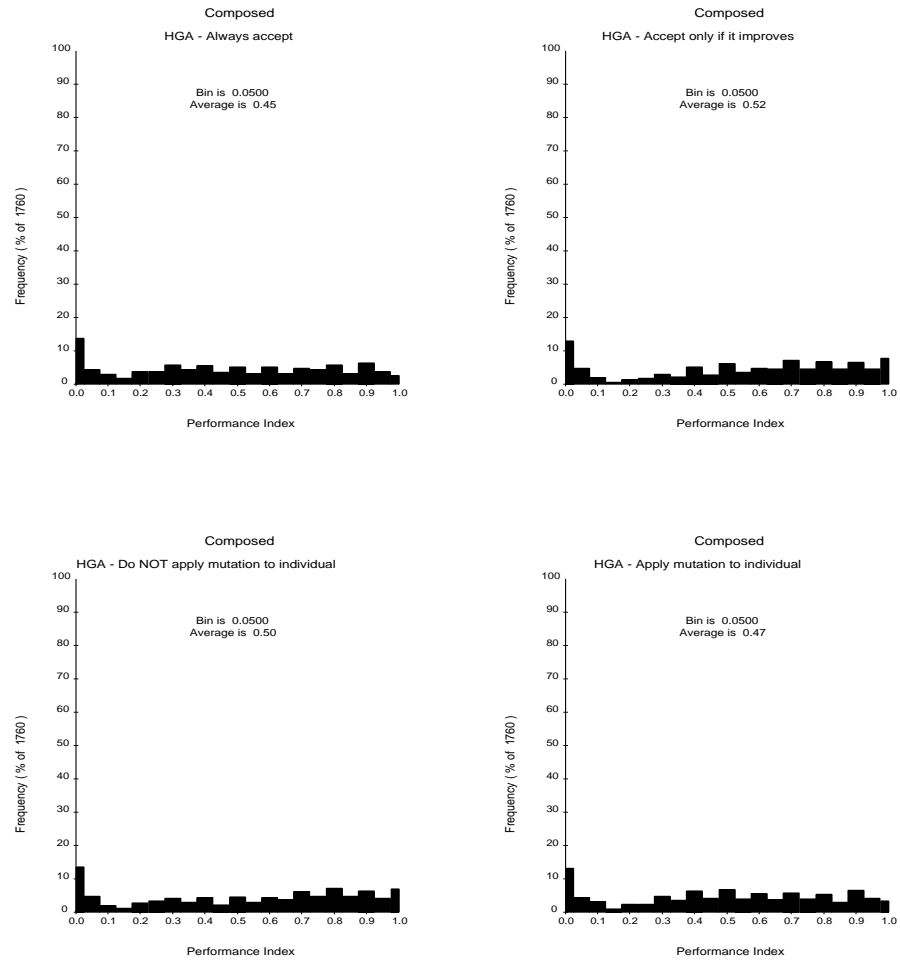 Composed
HGA - Always accept
Bin is 0.0500
Average is 0.45
Frequency ( % of 1760 )
100
90
80
70
60
50
40
30
20
10
0
0.0 0.1 0.2 0.3 0.4 0.5 0.6 0.7 0.8 0.9 1.0
Performance Index
Composed
HGA - Accept only if it improves
Bin is 0.0500
Average is 0.52
Frequency ( % of 1760 )
100
90
80
70
60
50
40
30
20
10
0
0.0 0.1 0.2 0.3 0.4 0.5 0.6 0.7 0.8 0.9 1.0
Performance Index
Composed
HGA - Do NOT apply mutation to individual
Bin is 0.0500
Average is 0.50
Frequency ( % of 1760 )
100
90
80
70
60
50
40
30
20
10
0
0.0 0.1 0.2 0.3 0.4 0.5 0.6 0.7 0.8 0.9 1.0
Performance Index
Composed
HGA - Apply mutation to individual
Bin is 0.0500
Average is 0.47
Frequency ( % of 1760 )
100
90
80
70
60
50
40
30
20
10
0
0.0 0.1 0.2 0.3 0.4 0.5 0.6 0.7 0.8 0.9 1.0
Performance Index